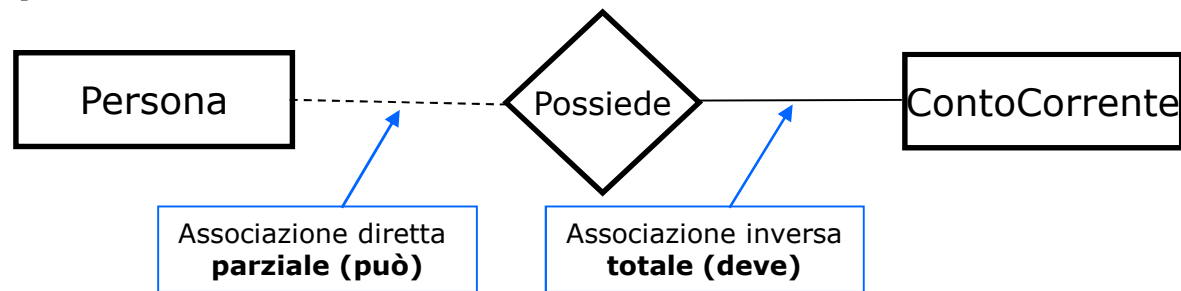 Persona
Possiede
ContoCorrente
Associazione diretta
parziale (può)
Associazione inversa
totale (deve)